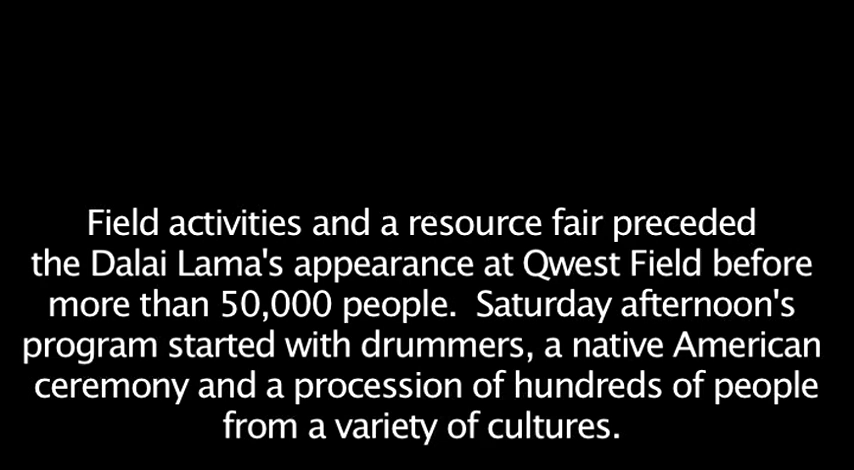 Field activities and a resource fair preceded
the Dalai Lama's appearance at Qwest Field before
more than 50,000 people.  Saturday afternoon's
program started with drummers, a native American
ceremony and a procession of hundreds of people
from a variety of cultures.